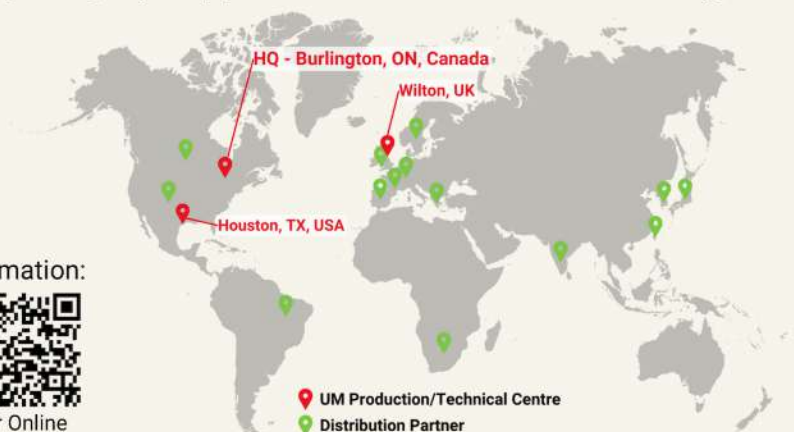 HQ - Burlington, ON, Canada
Wilton, UK
Houston, TX, USA
mation:
r Online
UM Production/Technical Centre
Distribution Partner